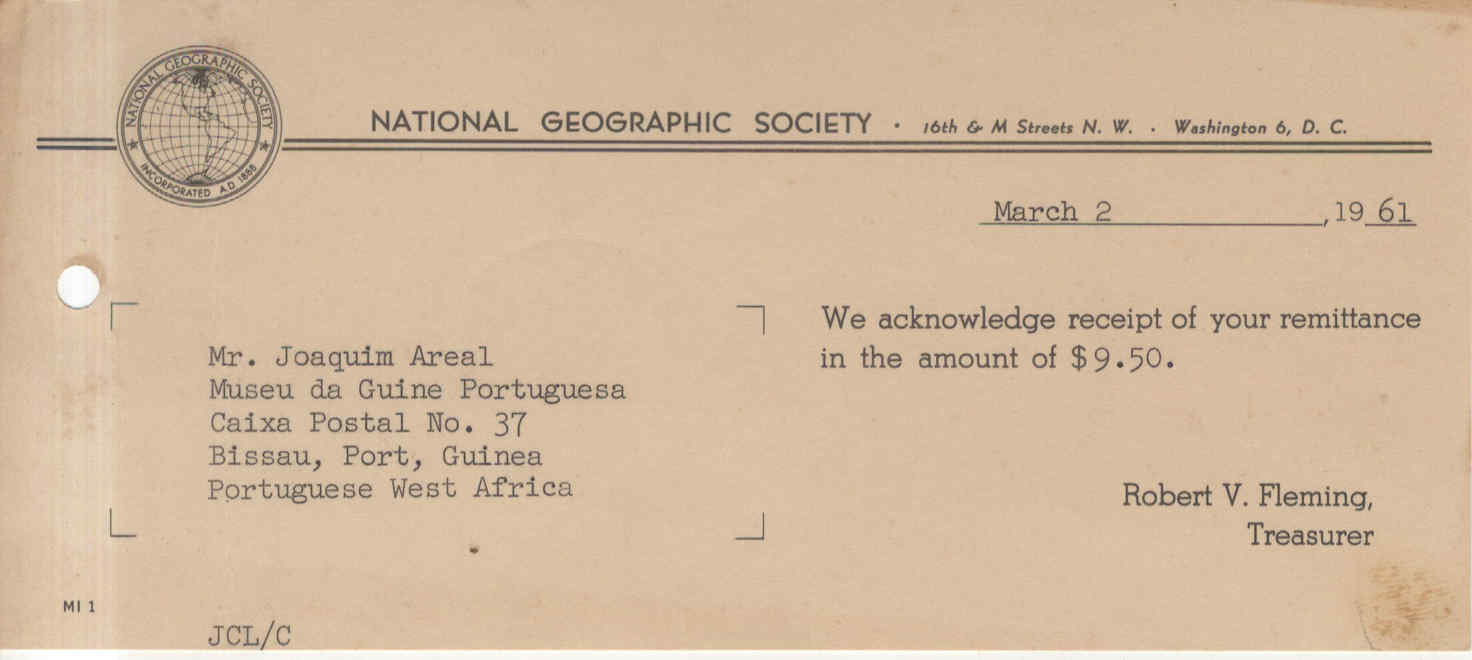 NATIONAL GEOGRAPHIC SOCIETY
INCORPORATED A.D. 1888
NATIONAL GEOGRAPHIC SOCIETY · 16th & M Streets N. W. · Washington 6, D. C.
March 2, 19 61
We acknowledge receipt of your remittance
in the amount of $9.50.
Mr. Joaquim Areal
Museu da Guine Portuguesa
Caixa Postal No. 37
Bissau, Port, Guinea
Portuguese West Africa
Robert V. Fleming,
Treasurer
MI 1
JCL/C